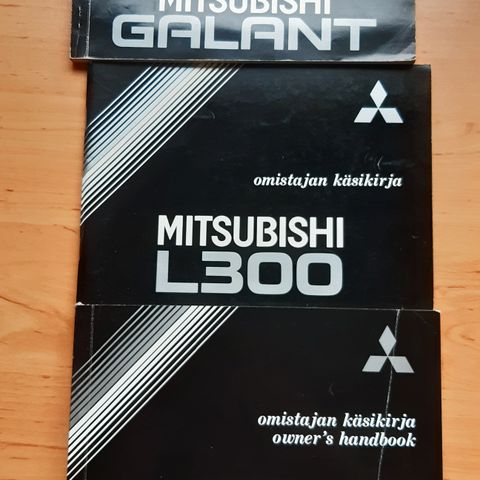 MITSUBISHI
GALANT
omistajan käsikirja
MITSUBISHI
L300
omistajan käsikirja
owner's handbook